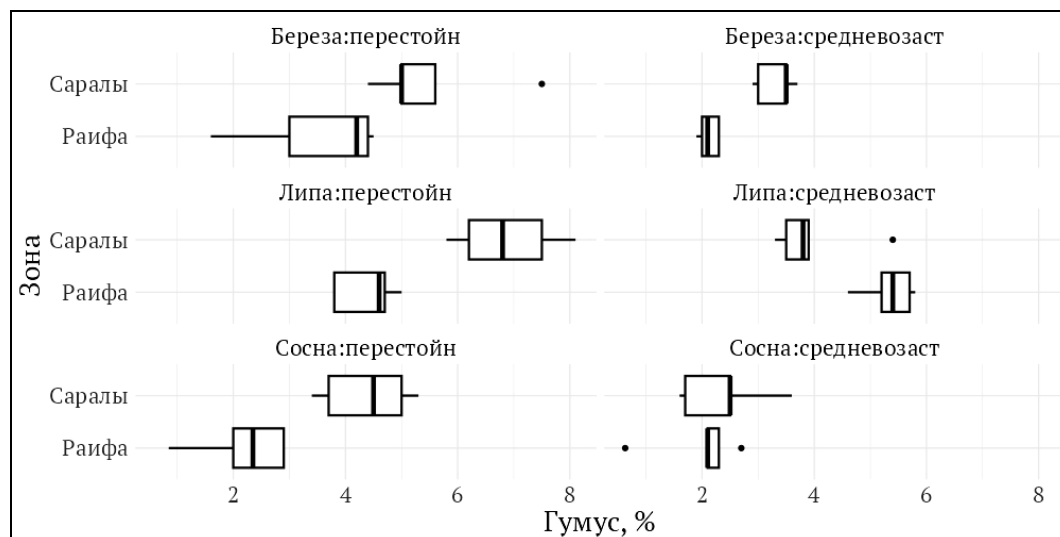 Береза:перестойн Береза:средневозаст
Саралы
Раифа
Липа:перестойн Липа:средневозаст
Саралы
Раифа
Сосна:перестойн Сосна:средневозаст
Саралы
Раифа
2 4 6 8 2 4 6 8
Гумус, %
Зона